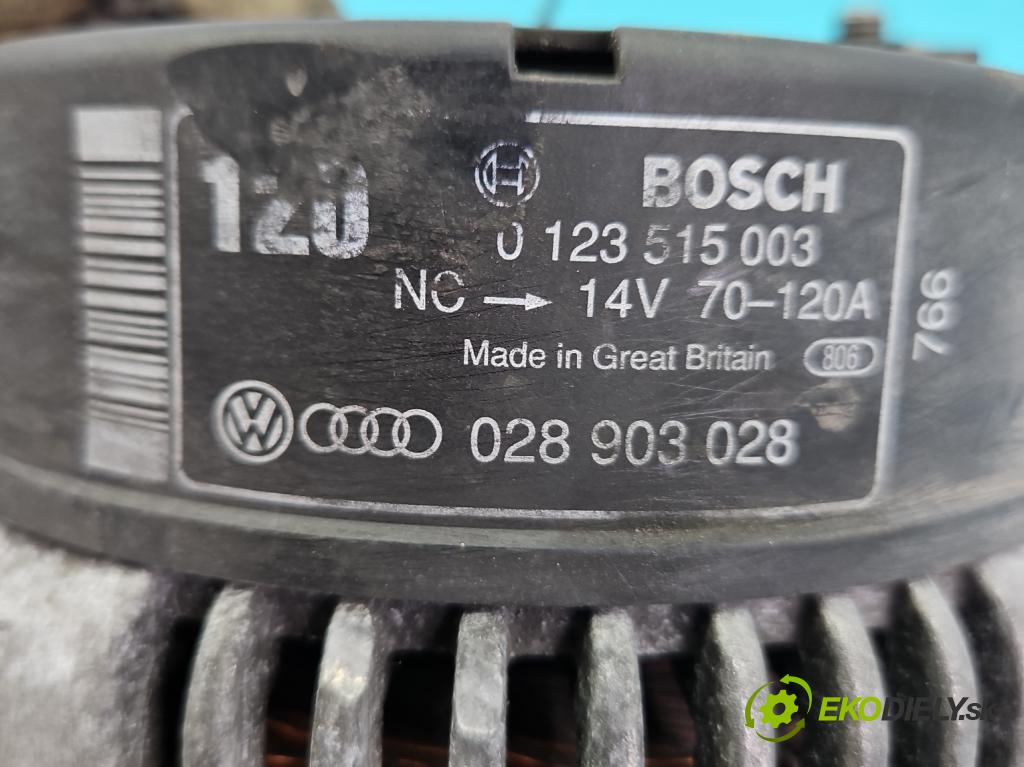 120
BOSCH
0 123 515 003
NC → 14V 70–120A
Made in Great Britain 806
766
028 903 028
EKODIELY.sk